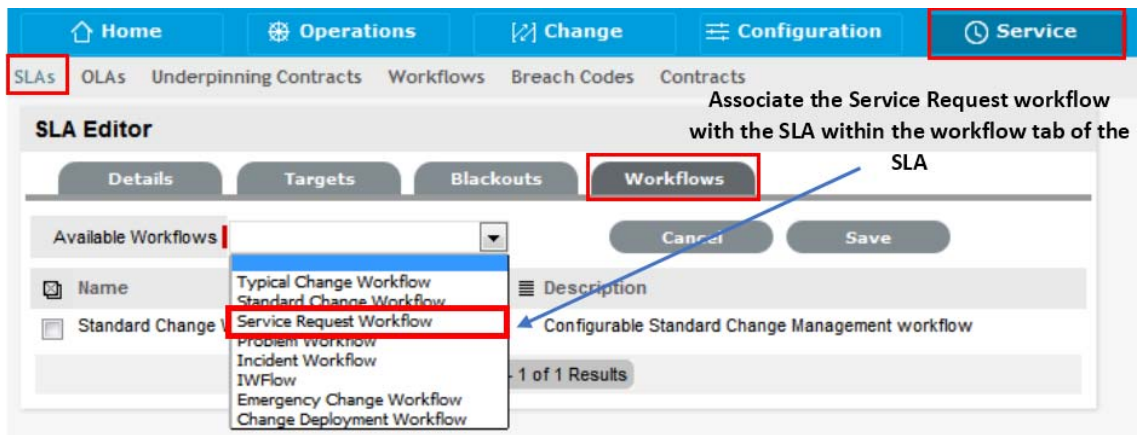 Home Operations Change Configuration Service
SLAs OLAs Underpinning Contracts Workflows Breach Codes Contracts
Associate the Service Request workflow
with the SLA within the workflow tab of the
SLA
SLA Editor
Details Targets Blackouts Workflows
Available Workflows Cancel Save
Name Description
Typical Change Workflow
Standard Change Workflow
Service Request Workflow
Problem Workflow
Incident Workflow
IWFlow
Emergency Change Workflow
Change Deployment Workflow
Standard Change Configurable Standard Change Management workflow
1 of 1 Results